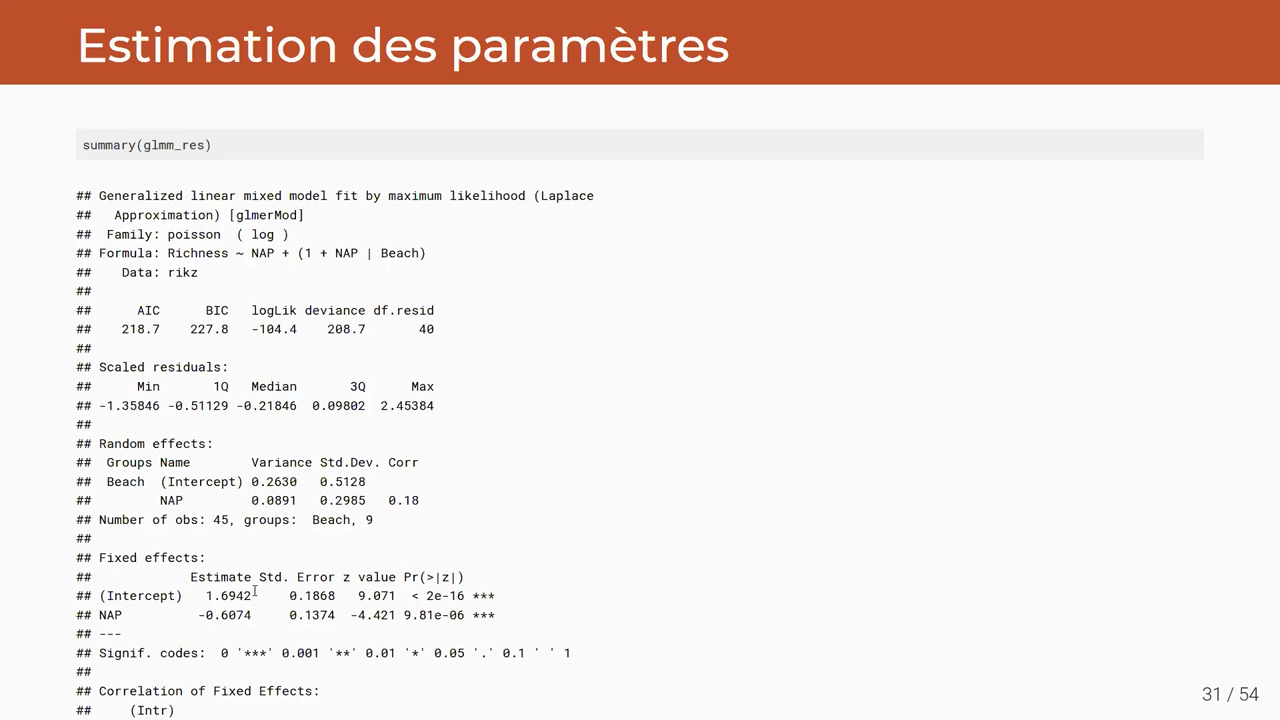 Estimation des paramètres
summary(glmm_res)
## Generalized linear mixed model fit by maximum likelihood (Laplace
##   Approximation) [glmerMod]
##  Family: poisson  ( log )
## Formula: Richness ~ NAP + (1 + NAP | Beach)
##    Data: rikz
##
##      AIC      BIC   logLik deviance df.resid
##    218.7    227.8   -104.4    208.7       40
##
## Scaled residuals:
##      Min       1Q   Median       3Q      Max
## -1.35846 -0.51129 -0.21846  0.09802  2.45384
##
## Random effects:
##  Groups Name        Variance Std.Dev. Corr
##  Beach  (Intercept) 0.2630   0.5128
##         NAP         0.0891   0.2985   0.18
## Number of obs: 45, groups:  Beach, 9
##
## Fixed effects:
##             Estimate Std. Error z value Pr(>|z|)
## (Intercept)   1.6942     0.1868   9.071  < 2e-16 ***
## NAP          -0.6074     0.1374  -4.421 9.81e-06 ***
## ---
## Signif. codes:  0 '***' 0.001 '**' 0.01 '*' 0.05 '.' 0.1 ' ' 1
##
## Correlation of Fixed Effects:
##     (Intr)
31 / 54